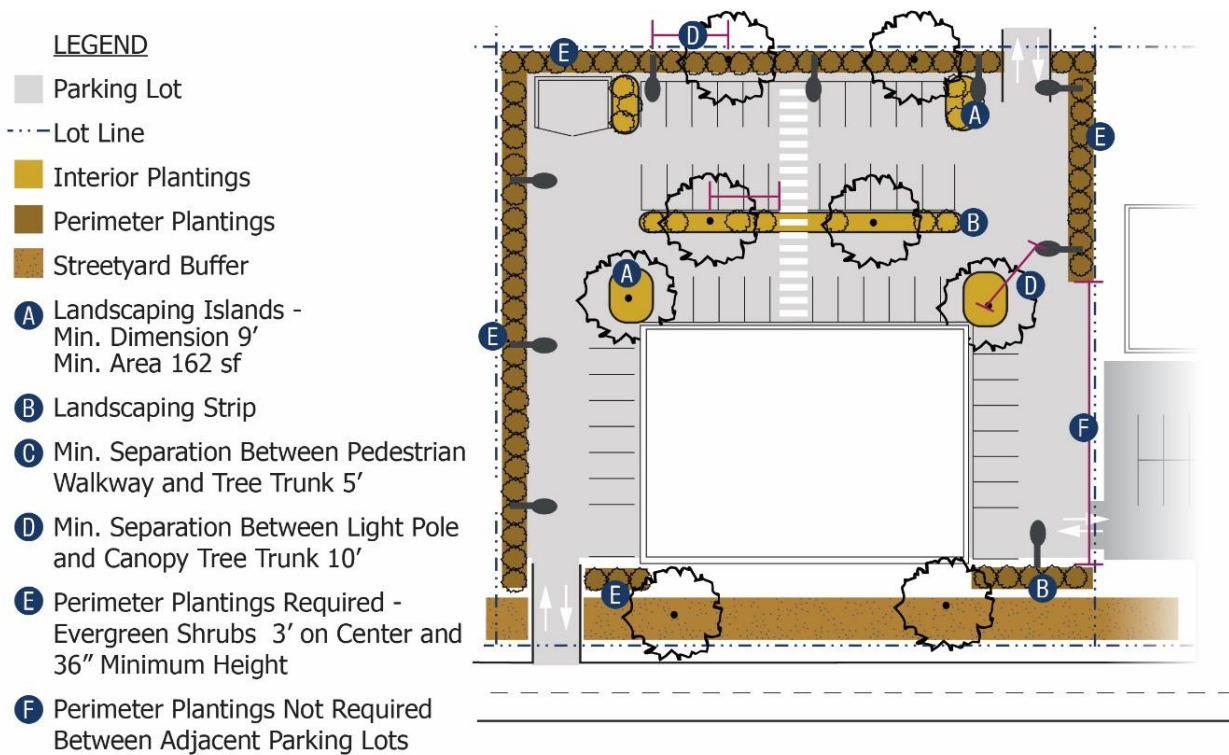 LEGEND
Parking Lot
Lot Line
Interior Plantings
Perimeter Plantings
Streetyard Buffer
A Landscaping Islands -
Min. Dimension 9’
Min. Area 162 sf
B Landscaping Strip
C Min. Separation Between Pedestrian
Walkway and Tree Trunk 5’
D Min. Separation Between Light Pole
and Canopy Tree Trunk 10’
E Perimeter Plantings Required -
Evergreen Shrubs 3’ on Center and
36” Minimum Height
F Perimeter Plantings Not Required
Between Adjacent Parking Lots
D
E
A
E
B
A
D
E
F
E
B